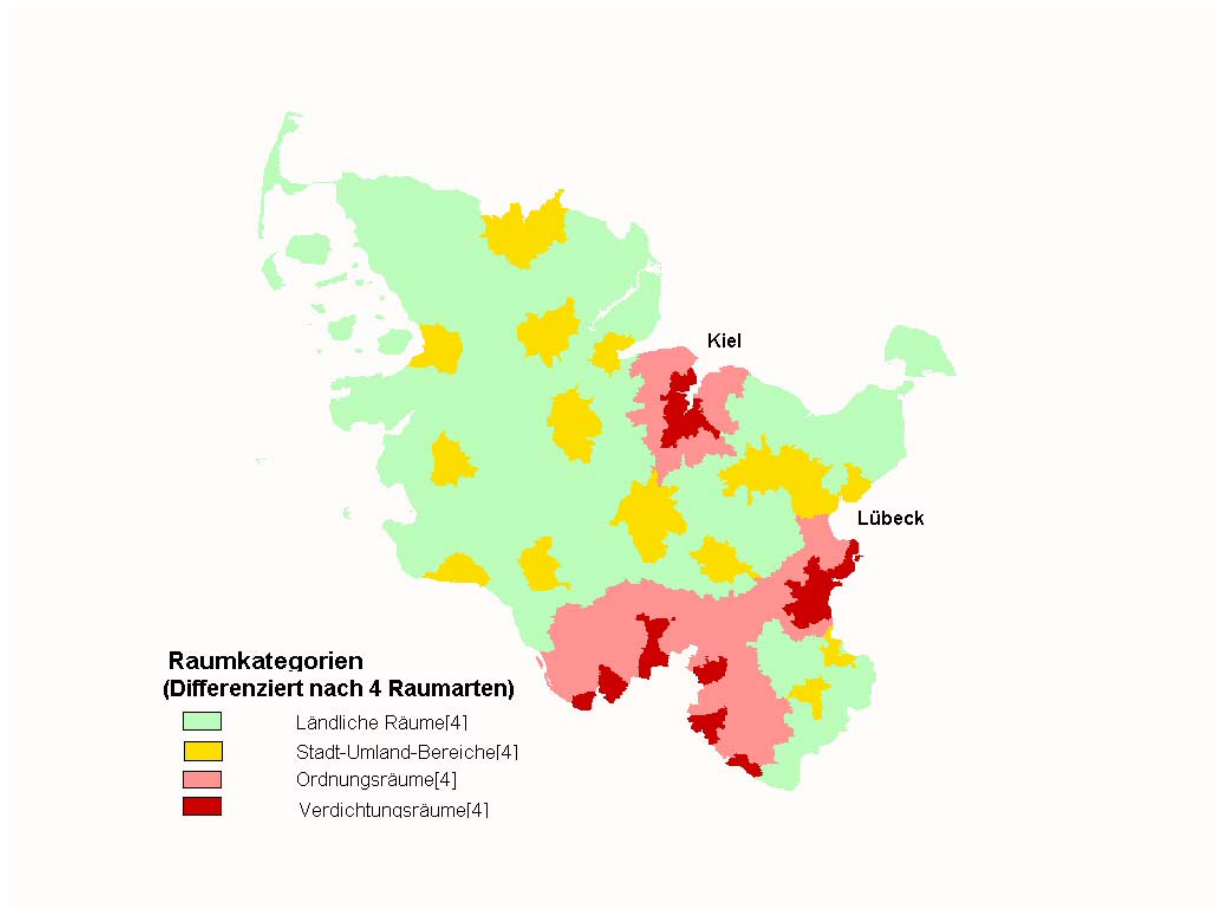 Kiel
Lübeck
Raumkategorien
(Differenziert nach 4 Raumarten)
Ländliche Räume[4]
Stadt-Umland-Bereiche[4]
Ordnungsräume[4]
Verdichtungsräume[4]